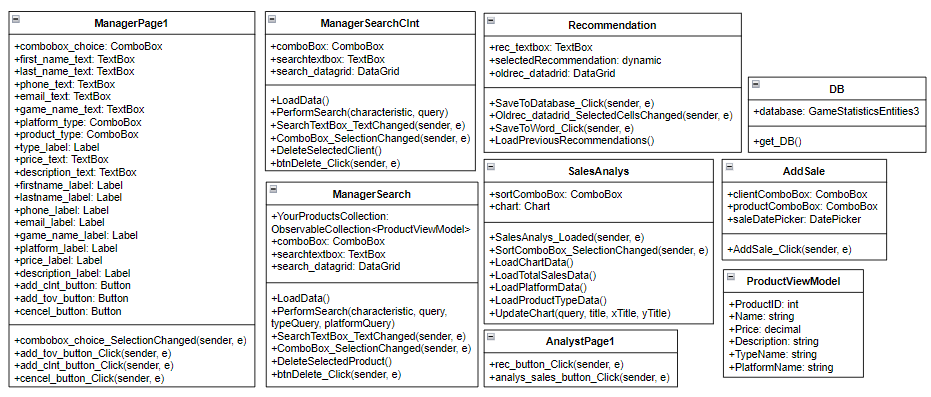 ManagerPage1
+combobox_choice: ComboBox
+first_name_text: TextBox
+last_name_text: TextBox
+phone_text: TextBox
+email_text: TextBox
+game_name_text: TextBox
+platform_type: ComboBox
+product_type: ComboBox
+type_label: Label
+price_text: TextBox
+description_text: TextBox
+firstname_label: Label
+lastname_label: Label
+phone_label: Label
+email_label: Label
+game_name_label: Label
+platform_label: Label
+price_label: Label
+description_label: Label
+add_clnt_button: Button
+add_tov_button: Button
+cencel_button: Button
+combobox_choice_SelectionChanged(sender, e)
+add_tov_button_Click(sender, e)
+add_clnt_button_Click(sender, e)
+cencel_button_Click(sender, e)
ManagerSearchClnt
+comboBox: ComboBox
+searchtextbox: TextBox
+search_datagrid: DataGrid
+LoadData()
+PerformSearch(characteristic, query)
+SearchTextBox_TextChanged(sender, e)
+ComboBox_SelectionChanged(sender, e)
+DeleteSelectedClient()
+btnDelete_Click(sender, e)
ManagerSearch
+YourProductsCollection:
ObservableCollection<ProductViewModel>
+comboBox: ComboBox
+searchtextbox: TextBox
+search_datagrid: DataGrid
+LoadData()
+PerformSearch(characteristic, query,
typeQuery, platformQuery)
+SearchTextBox_TextChanged(sender, e)
+ComboBox_SelectionChanged(sender, e)
+DeleteSelectedProduct()
+btnDelete_Click(sender, e)
Recommendation
+rec_textbox: TextBox
+selectedRecommendation: dynamic
+oldrec_datadrid: DataGrid
+SaveToDatabase_Click(sender, e)
+Oldrec_datadrid_SelectedCellsChanged(sender, e)
+SaveToWord_Click(sender, e)
+LoadPreviousRecommendations()
SalesAnalys
+sortComboBox: ComboBox
+chart: Chart
+SalesAnalys_Loaded(sender, e)
+SortComboBox_SelectionChanged(sender, e)
+LoadChartData()
+LoadTotalSalesData()
+LoadPlatformData()
+LoadProductTypeData()
+UpdateChart(query, title, xTitle, yTitle)
AnalystPage1
+rec_button_Click(sender, e)
+analys_sales_button_Click(sender, e)
DB
+database: GameStatisticsEntities3
+get_DB()
AddSale
+clientComboBox: ComboBox
+productComboBox: ComboBox
+saleDatePicker: DatePicker
+AddSale_Click(sender, e)
ProductViewModel
+ProductID: int
+Name: string
+Price: decimal
+Description: string
+TypeName: string
+PlatformName: string